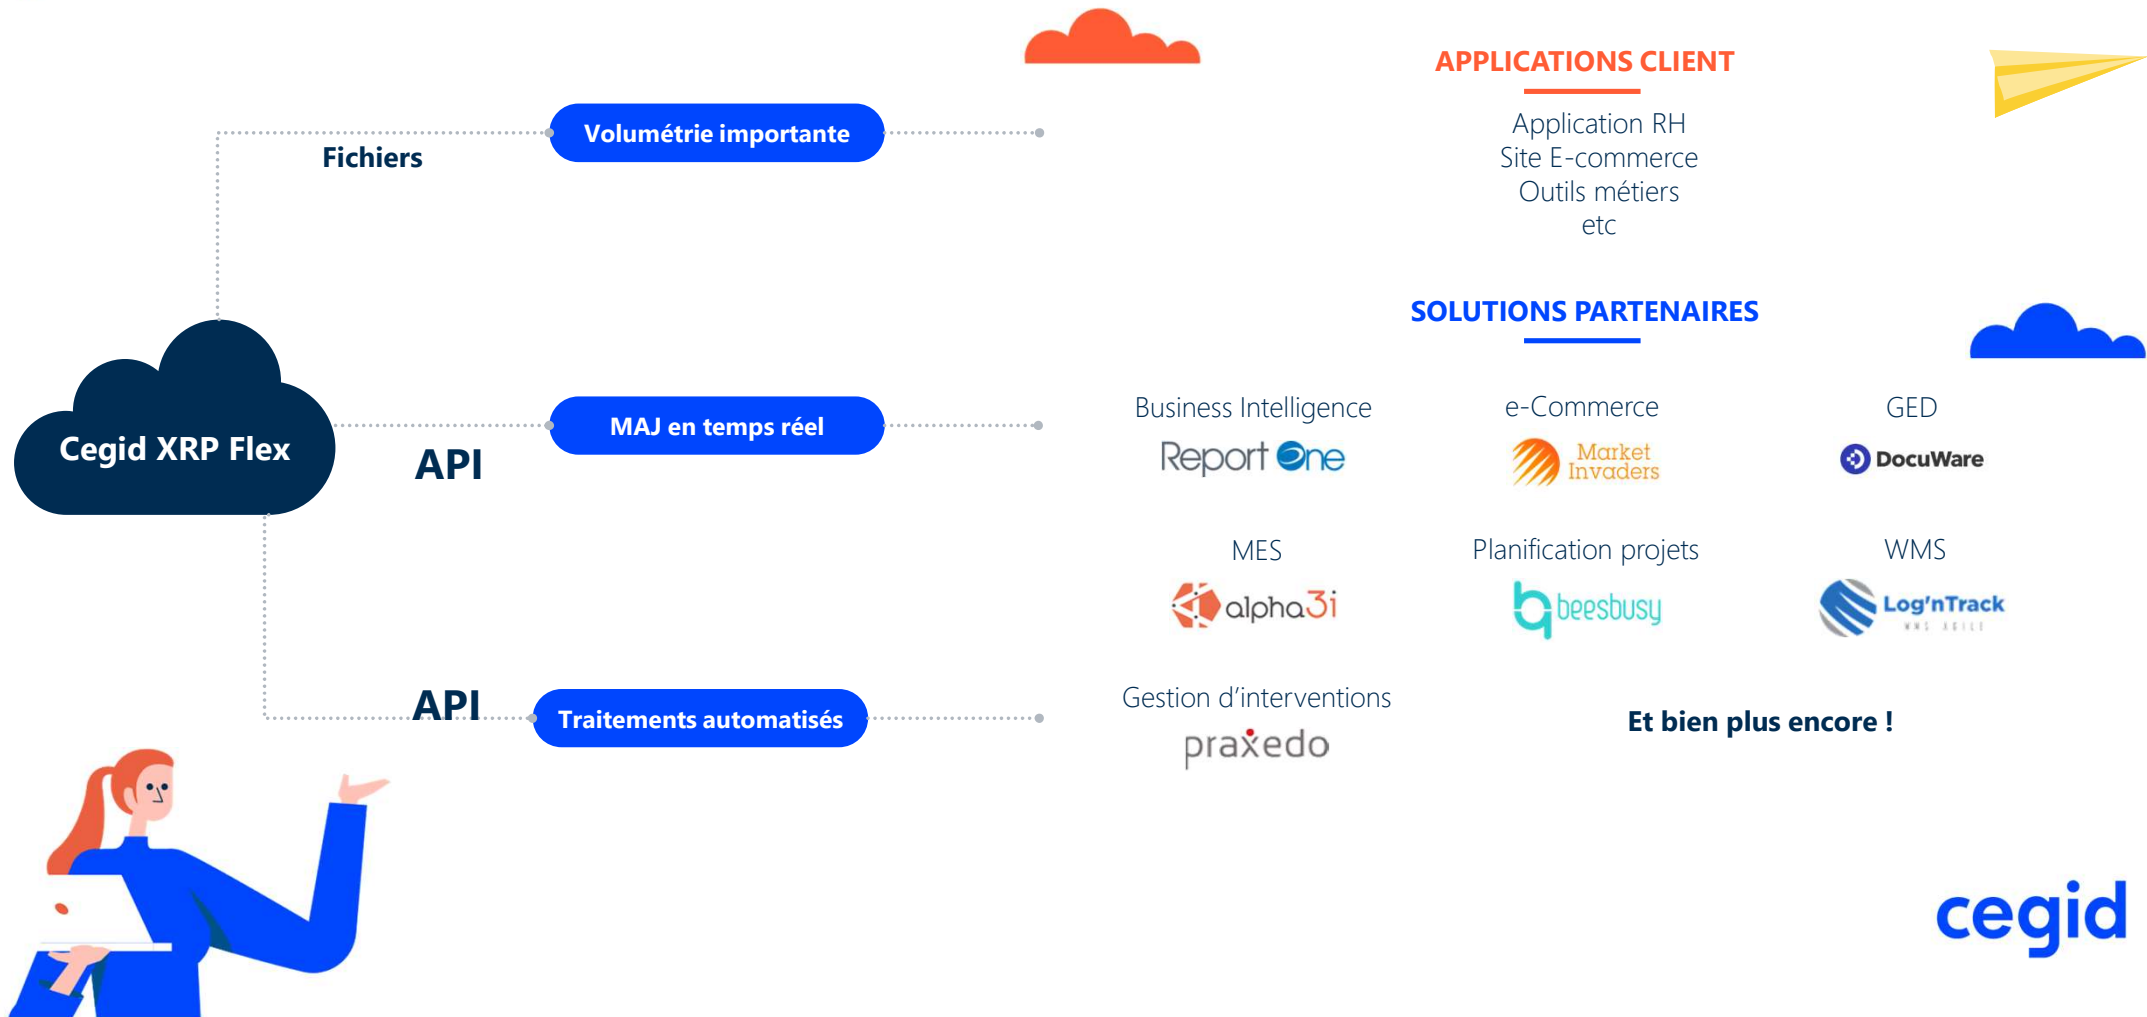 APPLICATIONS CLIENT
Application RH
Site E-commerce
Outils métiers
etc
Volumétrie importante
Fichiers
SOLUTIONS PARTENAIRES
Cegid XRP Flex
MAJ en temps réel
API
Business Intelligence
Report One
e-Commerce
Market
Invaders
GED
DocuWare
MES
alpha3i
Planification projets
beesbusy
WMS
Log'nTrack
WMS AGILE
API
Traitements automatisés
Gestion d’interventions
praxedo
Et bien plus encore !
cegid